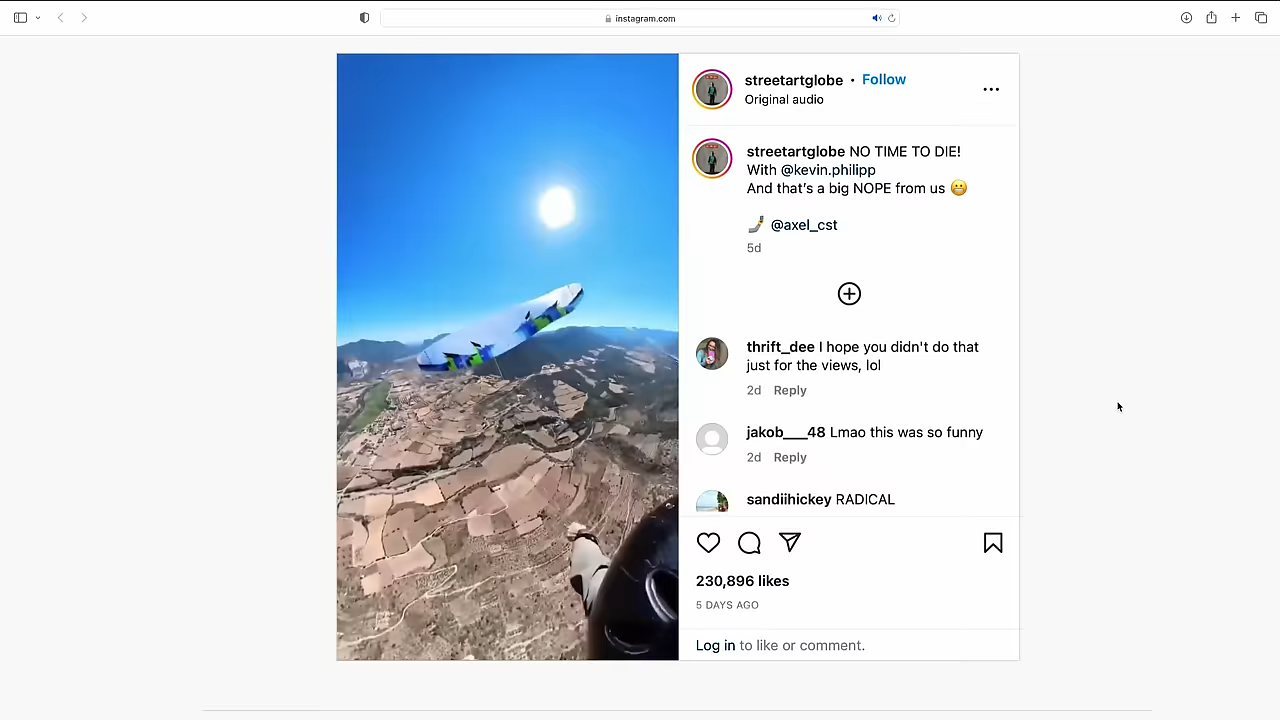 instagram.com
streetartglobe • Follow
Original audio
streetartglobe NO TIME TO DIE!
With @kevin.philipp
And that's a big NOPE from us 😬
🤳 @axel_cst
5d
thrift_dee I hope you didn't do that
just for the views, lol
2d Reply
jakob___48 Lmao this was so funny
2d Reply
sandiihickey RADICAL
230,896 likes
5 DAYS AGO
Log in to like or comment.